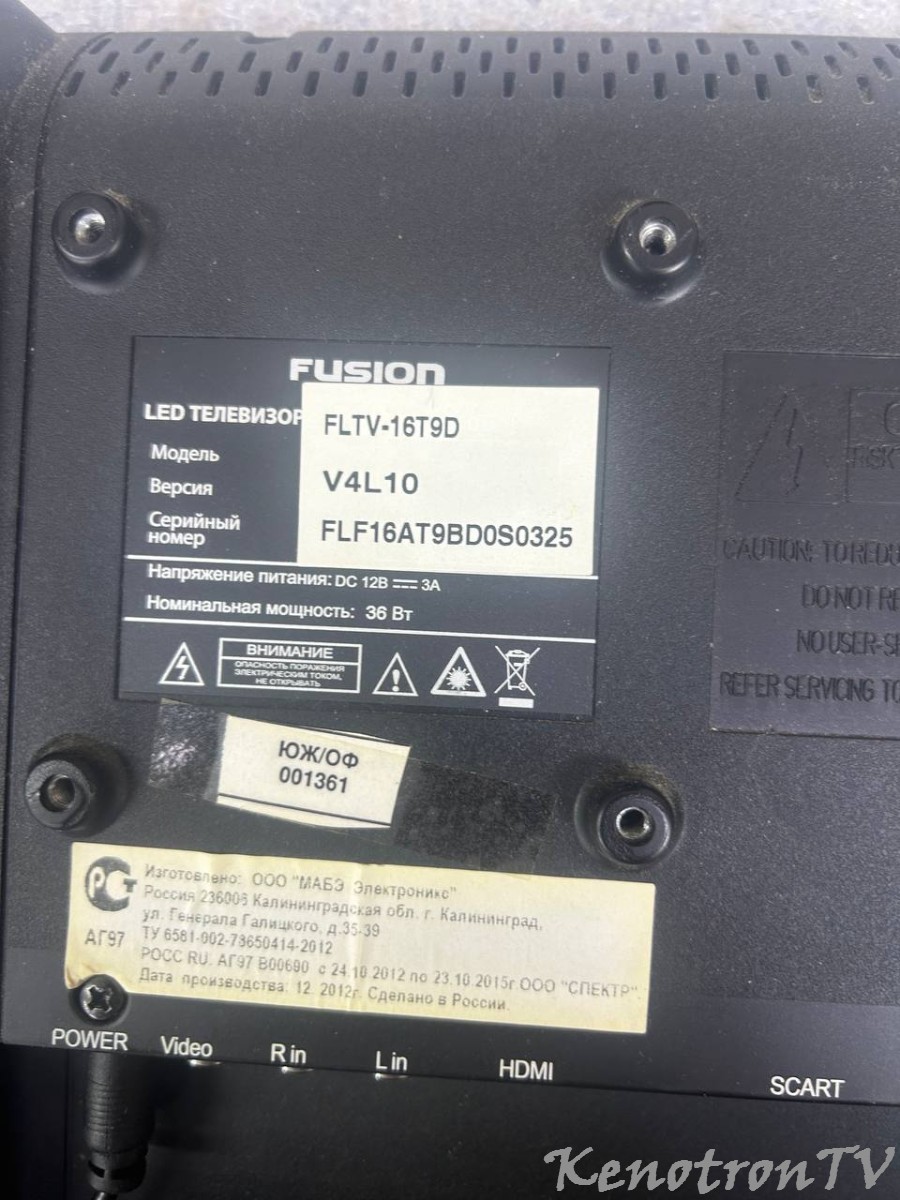 FUSION
LED ТЕЛЕВИЗОР
Модель
FLTV-16T9D
Версия
V4L10
Серийный номер
FLF16AT9BD0S0325
Напряжение питания: DC 12В 3А
Номинальная мощность: 36 Вт
ВНИМАНИЕ
ОПАСНОСТЬ ПОРАЖЕНИЯ
ЭЛЕКТРИЧЕСКИМ ТОКОМ,
НЕ ОТКРЫВАТЬ
CAUTION: TO REDU
DO NOT RE
NO USER-SE
REFER SERVICING TO
ЮЖ/ОФ
001361
РСТ
АГ97
Изготовлено: ООО "МАБЭ Электроникс"
Россия 236006 Калининградская обл. г. Калининград,
ул. Генерала Галицкого, д.35-39
ТУ 6581-002-73650414-2012
РОСС RU. АГ97 В00690 с 24.10.2012 по 23.10.2015г.ООО "СПЕКТР"
Дата производства: 12. 2012г. Сделано в России.
POWER
Video
R in
L in
HDMI
SCART
KenotronTV